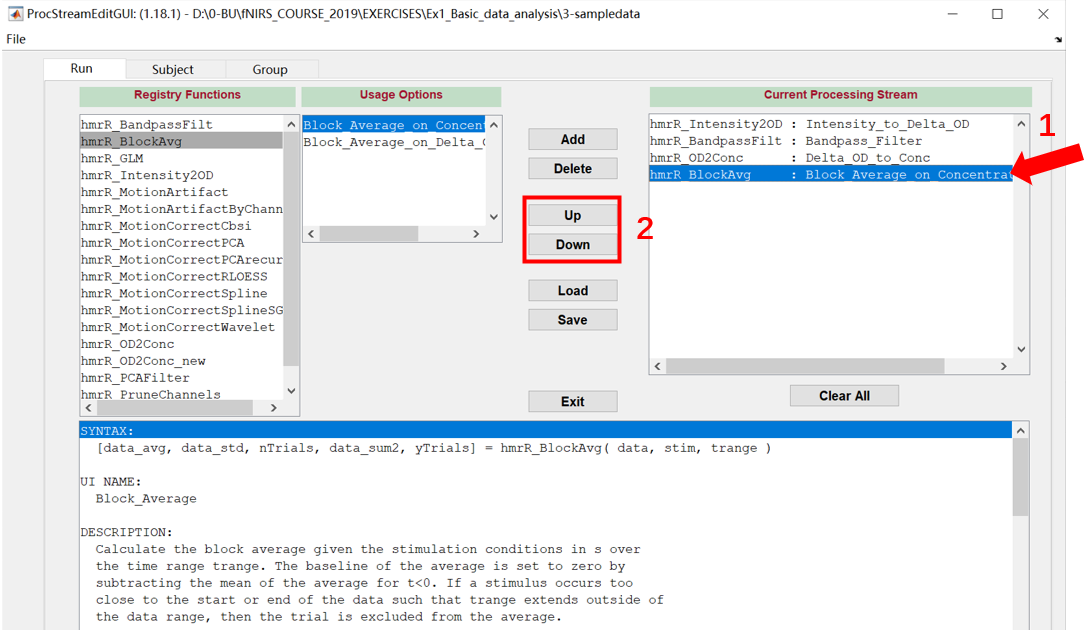 ProcStreamEditGUI: (1.18.1) - D:\0-BU\fNIRS_COURSE_2019\EXERCISES\Ex1_Basic_data_analysis\3-sampledata
File
Run
Subject
Group
Registry Functions
hmrR_BandpassFilt
hmrR_BlockAvg
hmrR_GLM
hmrR_Intensity2OD
hmrR_MotionArtifact
hmrR_MotionArtifactByChann
hmrR_MotionCorrectCbsi
hmrR_MotionCorrectPCA
hmrR_MotionCorrectPCArecur
hmrR_MotionCorrectRLOESS
hmrR_MotionCorrectSpline
hmrR_MotionCorrectSplineSG
hmrR_MotionCorrectWavelet
hmrR_OD2Conc
hmrR_OD2Conc_new
hmrR_PCAFilter
hmrR_PruneChannels
Usage Options
Block_Average_on_Concent
Block_Average_on_Delta_O
Add
Delete
Up
Down
2
Load
Save
Exit
Current Processing Stream
hmrR_Intensity2OD : Intensity_to_Delta_OD
hmrR_BandpassFilt : Bandpass_Filter
hmrR_OD2Conc : Delta_OD_to_Conc
hmrR_BlockAvg : Block_Average_on_Concentra
1
Clear All
SYNTAX:
[data_avg, data_std, nTrials, data_sum2, yTrials] = hmrR_BlockAvg( data, stim, trange )
UI NAME:
Block_Average
DESCRIPTION:
Calculate the block average given the stimulation conditions in s over
the time range trange. The baseline of the average is set to zero by
subtracting the mean of the average for t<0. If a stimulus occurs too
close to the start or end of the data such that trange extends outside of
the data range, then the trial is excluded from the average.